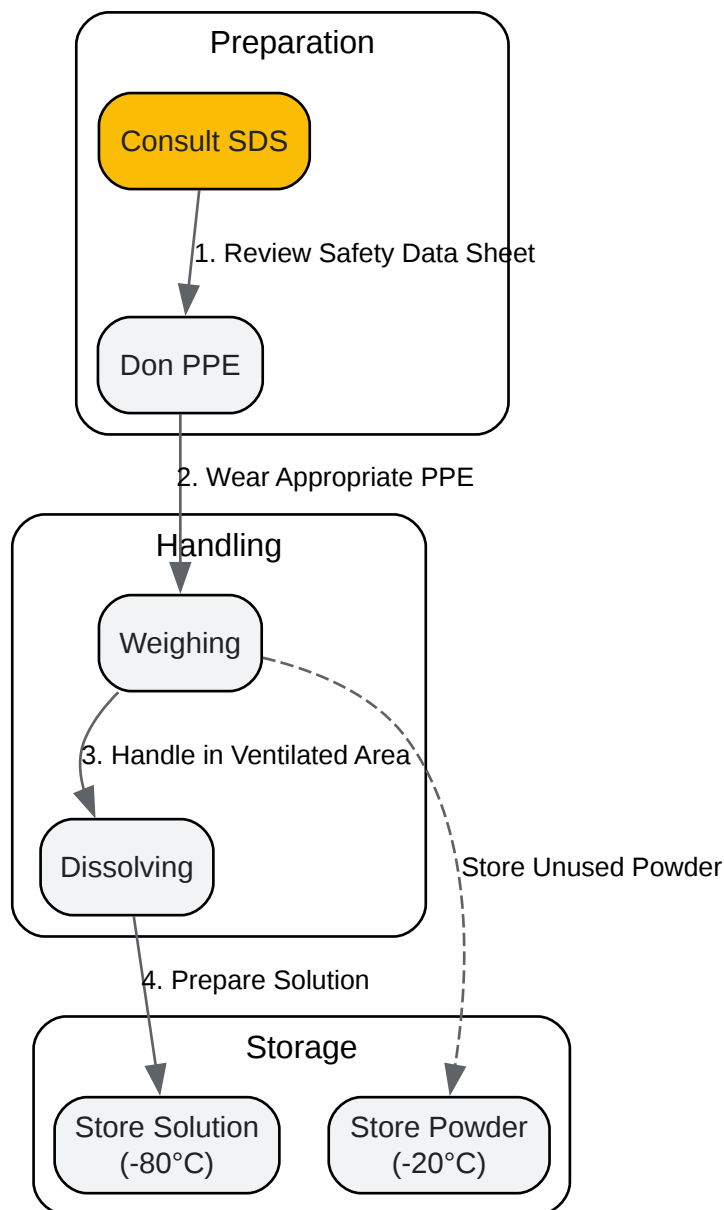 Preparation
Consult SDS
1. Review Safety Data Sheet
Don PPE
2. Wear Appropriate PPE
Handling
Weighing
3. Handle in Ventilated Area
Dissolving
Store Unused Powder
4. Prepare Solution
Storage
Store Solution
(-80°C)
Store Powder
(-20°C)